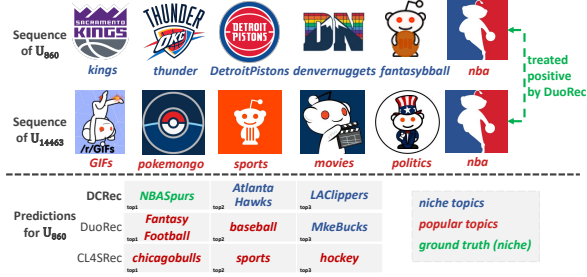 SACRAMENTO
KINGS
THUNDER
OKC
DETROIT
PISTONS
DN
Sequence
of U860
kings thunder DetroitPistons denvernuggets fantasybball nba
treated
positive
by DuoRec
Sequence
of U14463
/r/GIFs
GIFs pokemongo sports movies politics nba
Predictions
for U860
DCRec NBASpurs Atlanta Hawks LAClippers
top1 top2 top3
DuoRec Fantasy Football baseball MkeBucks
top1 top2 top3
CL4SRec chicagobulls sports hockey
top1 top2 top3
niche topics
popular topics
ground truth (niche)